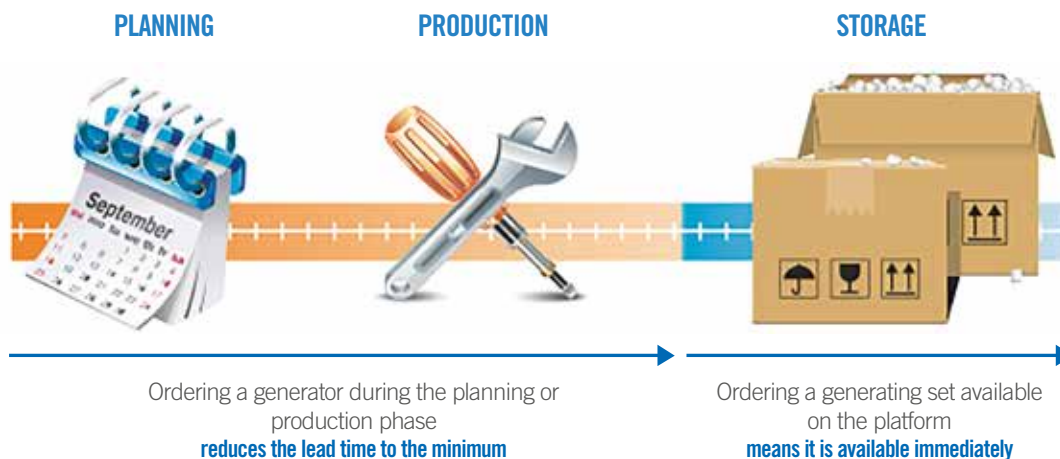 PLANNING
PRODUCTION
STORAGE
September
Ordering a generator during the planning or
production phase
reduces the lead time to the minimum
Ordering a generating set available
on the platform
means it is available immediately